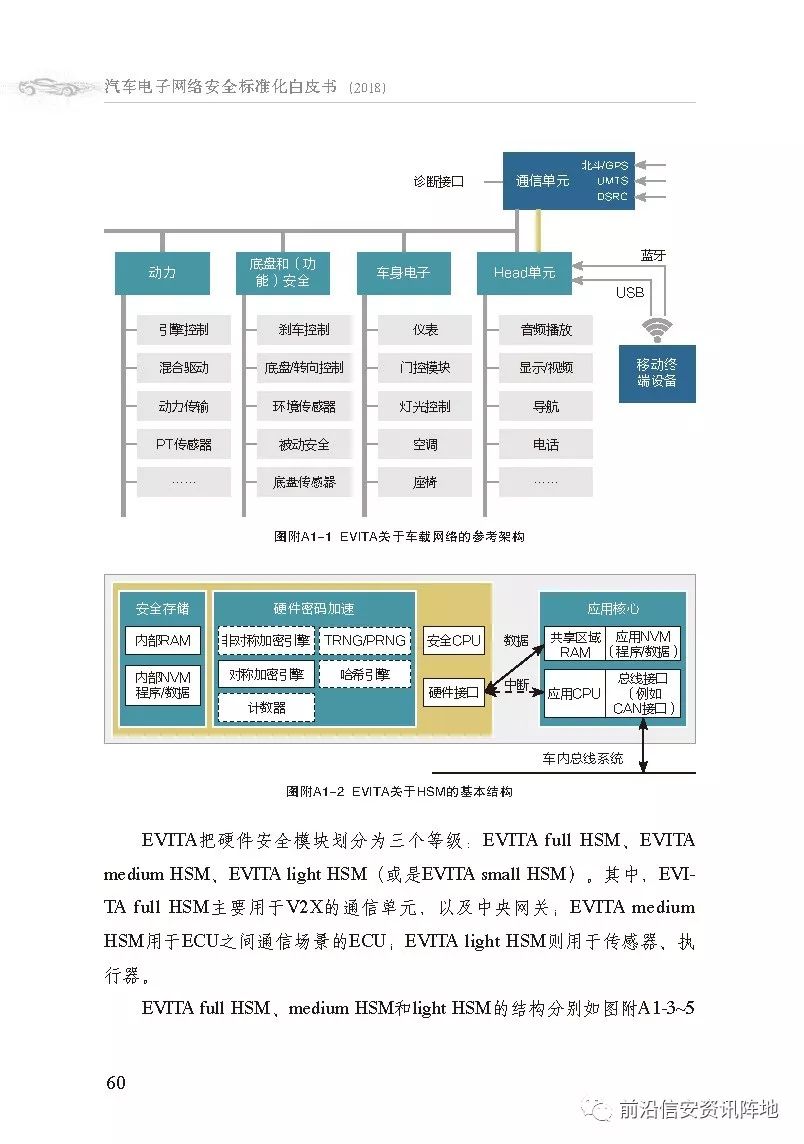 汽车电子网络安全标准化白皮书 (2018)
北斗/GPS
诊断接口
通信单元
UMTS
DSRC
蓝牙
动力
底盘和(功
能)安全
车身电子
Head单元
USB
引擎控制
刹车控制
仪表
音频播放
混合驱动
底盘/转向控制
门控模块
显示/视频
移动终
端设备
动力传输
环境传感器
灯光控制
导航
PT传感器
被动安全
空调
电话
……
底盘传感器
座椅
……
图附A1-1 EVITA关于车载网络的参考架构
安全存储
硬件密码加速
应用核心
内部RAM
非对称加密引擎
TRNG/PRNG
安全CPU
数据
共享区域
RAM
应用NVM
(程序/数据)
内部NVM
程序/数据
对称加密引擎
哈希引擎
硬件接口
中断
应用CPU
总线接口
(例如
CAN接口)
计数器
车内总线系统
图附A1-2 EVITA关于HSM的基本结构
EVITA把硬件安全模块划分为三个等级：EVITA full HSM、EVITA
medium HSM、EVITA light HSM（或是EVITA small HSM）。其中，EVI-
TA full HSM主要用于V2X的通信单元，以及中央网关；EVITA medium
HSM用于ECU之间通信场景的ECU；EVITA light HSM则用于传感器、执
行器。
EVITA full HSM、medium HSM和light HSM的结构分别如图附A1-3~5
60
前沿信安资讯阵地